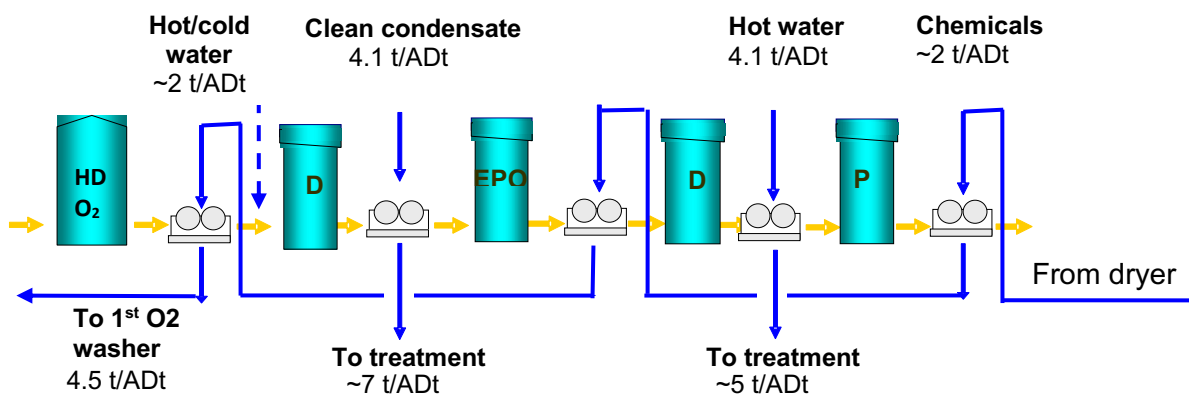 Hot/cold
water
~2 t/ADt
Clean condensate
4.1 t/ADt
Hot water
4.1 t/ADt
Chemicals
~2 t/ADt
HD
O₂
D
EPO
D
P
From dryer
To 1st O2
washer
4.5 t/ADt
To treatment
~7 t/ADt
To treatment
~5 t/ADt